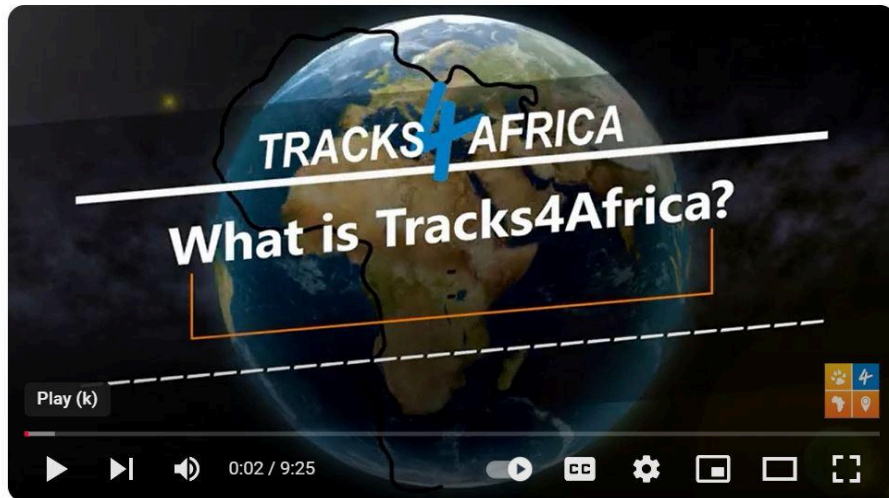 TRACKS4AFRICA
What is Tracks4Africa?
4
Play (k)
0:02 / 9:25
CC